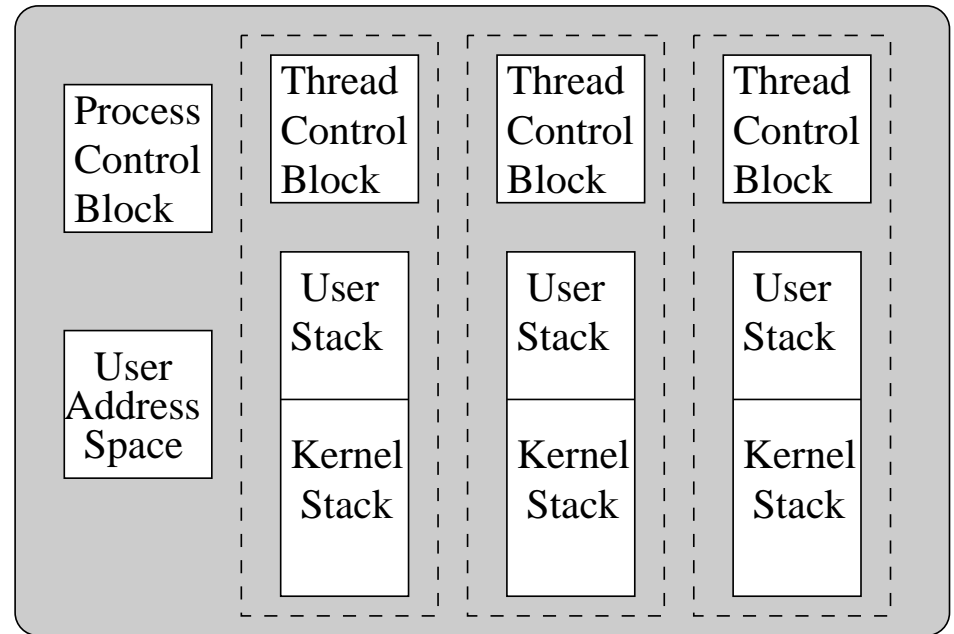 Process
Control
Block
User
Address
Space
Thread
Control
Block
User
Stack
Kernel
Stack
Thread
Control
Block
User
Stack
Kernel
Stack
Thread
Control
Block
User
Stack
Kernel
Stack